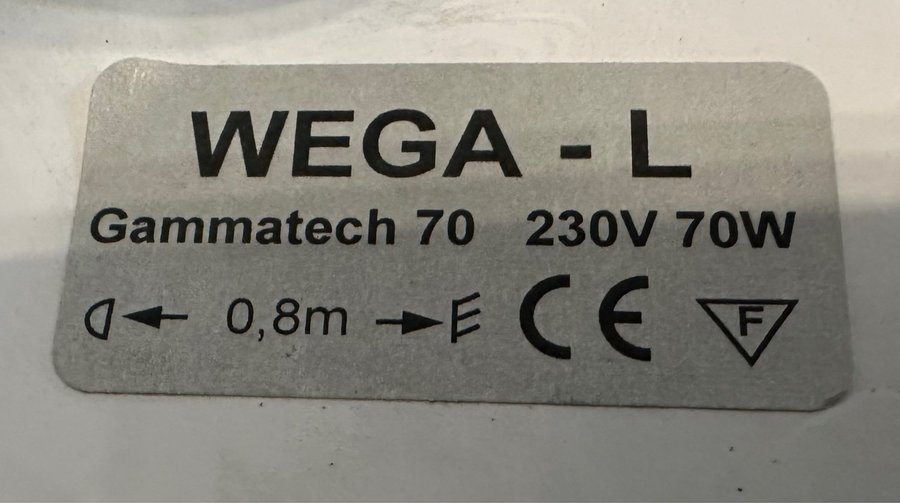 WEGA - L
Gammatech 70 230V 70W
0,8m CE F